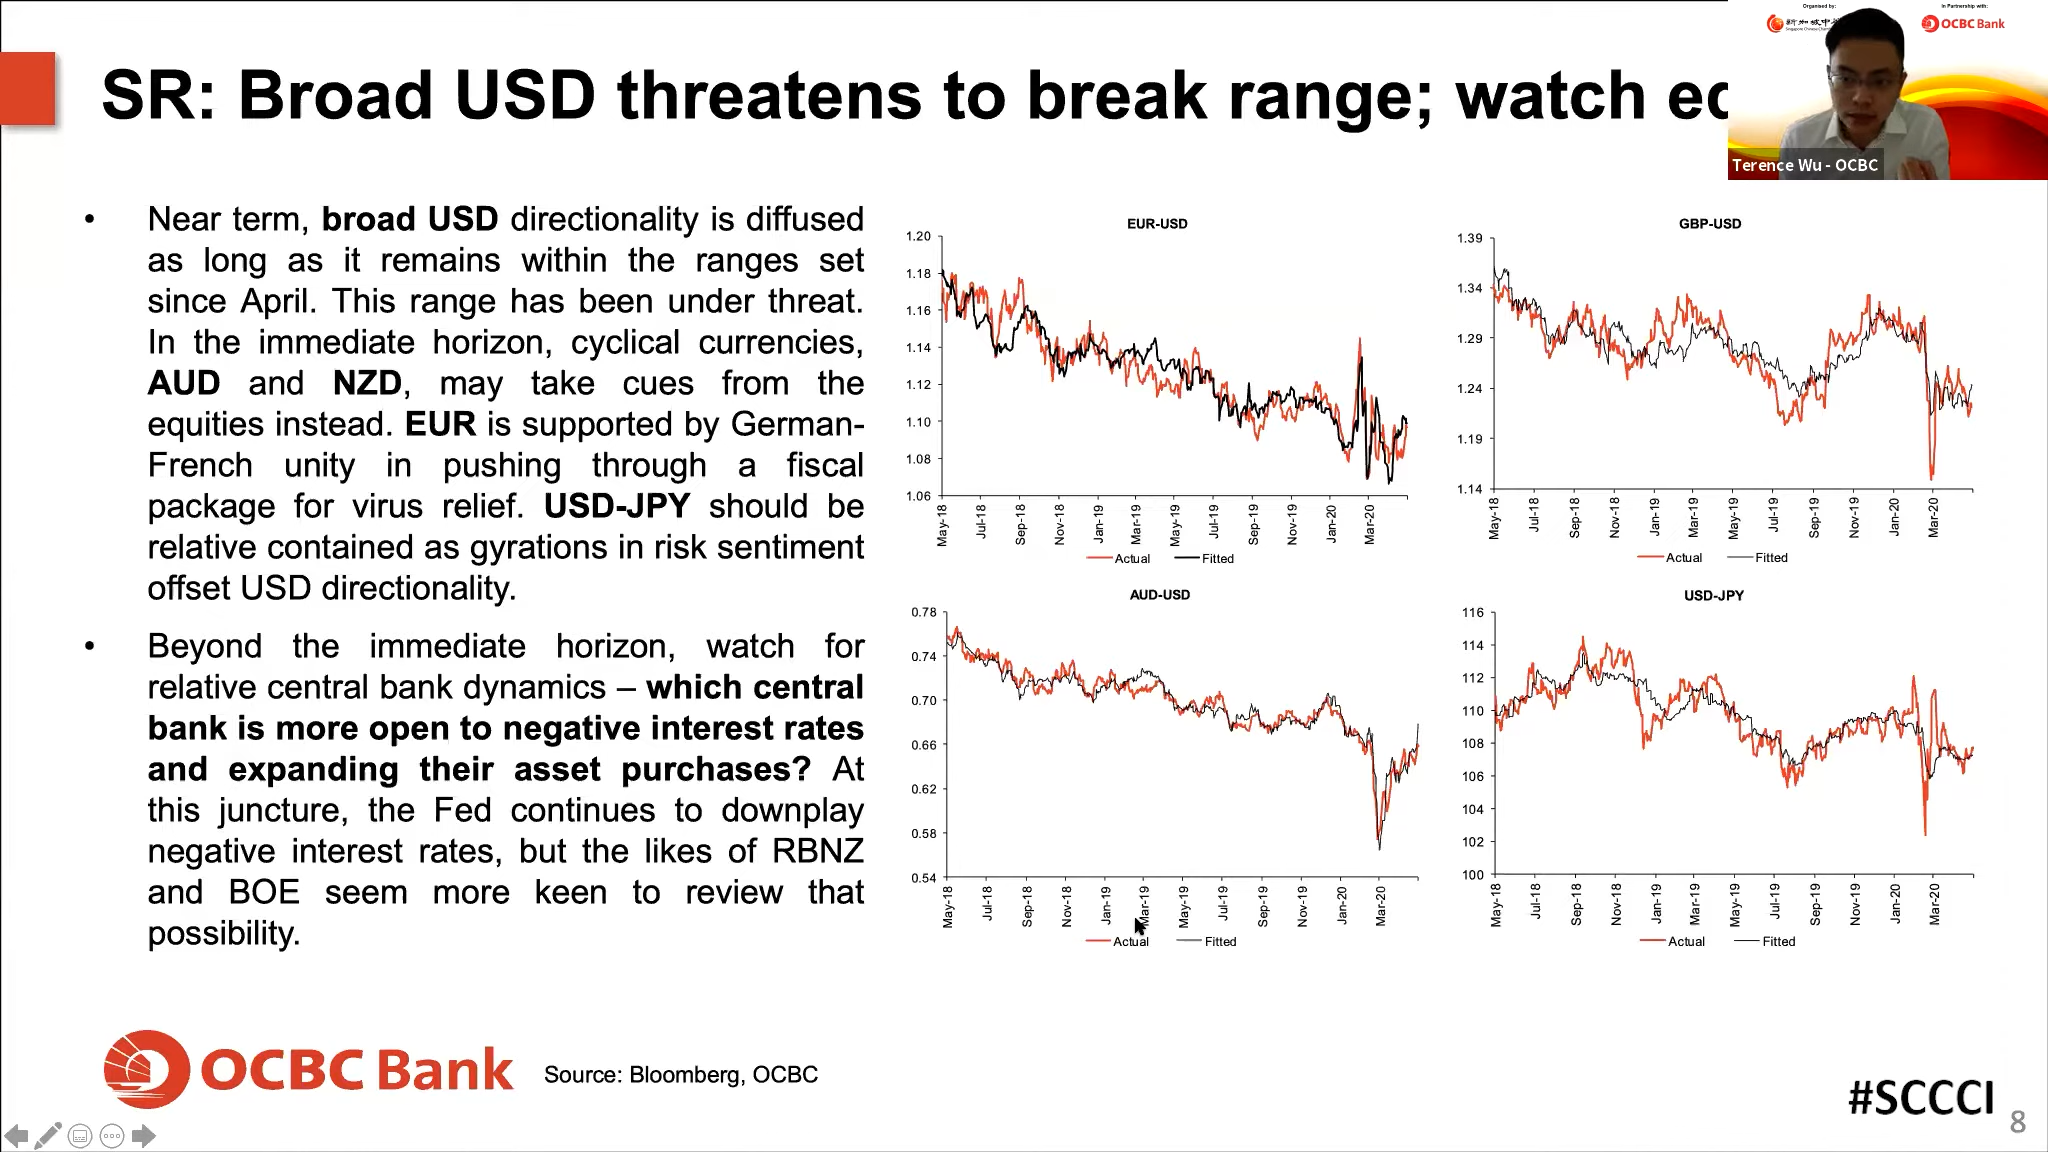 Organised by:
In Partnership with:
新加坡中
OCBC Bank
SR: Broad USD threatens to break range; watch
Terence Wu - OCBC
• Near term, broad USD directionality is diffused
as long as it remains within the ranges set
since April. This range has been under threat.
In the immediate horizon, cyclical currencies,
AUD and NZD, may take cues from the
equities instead. EUR is supported by German-
French unity in pushing through a fiscal
package for virus relief. USD-JPY should be
relative contained as gyrations in risk sentiment
offset USD directionality.
• Beyond the immediate horizon, watch for
relative central bank dynamics – which central
bank is more open to negative interest rates
and expanding their asset purchases? At
this juncture, the Fed continues to downplay
negative interest rates, but the likes of RBNZ
and BOE seem more keen to review that
possibility.
EUR-USD
1.20
1.18
1.16
1.14
1.12
1.10
1.08
1.06
May-18 Jul-18 Sep-18 Nov-18 Jan-19 Mar-19 May-19 Jul-19 Sep-19 Nov-19 Jan-20 Mar-20
Actual Fitted
GBP-USD
1.39
1.34
1.29
1.24
1.19
1.14
May-18 Jul-18 Sep-18 Nov-18 Jan-19 Mar-19 May-19 Jul-19 Sep-19 Nov-19 Jan-20 Mar-20
Actual Fitted
AUD-USD
0.78
0.74
0.70
0.66
0.62
0.58
0.54
May-18 Jul-18 Sep-18 Nov-18 Jan-19 Mar-19 May-19 Jul-19 Sep-19 Nov-19 Jan-20 Mar-20
Actual Fitted
USD-JPY
116
114
112
110
108
106
104
102
100
May-18 Jul-18 Sep-18 Nov-18 Jan-19 Mar-19 May-19 Jul-19 Sep-19 Nov-19 Jan-20 Mar-20
Actual Fitted
OCBC Bank
Source: Bloomberg, OCBC
#SCCCI
8